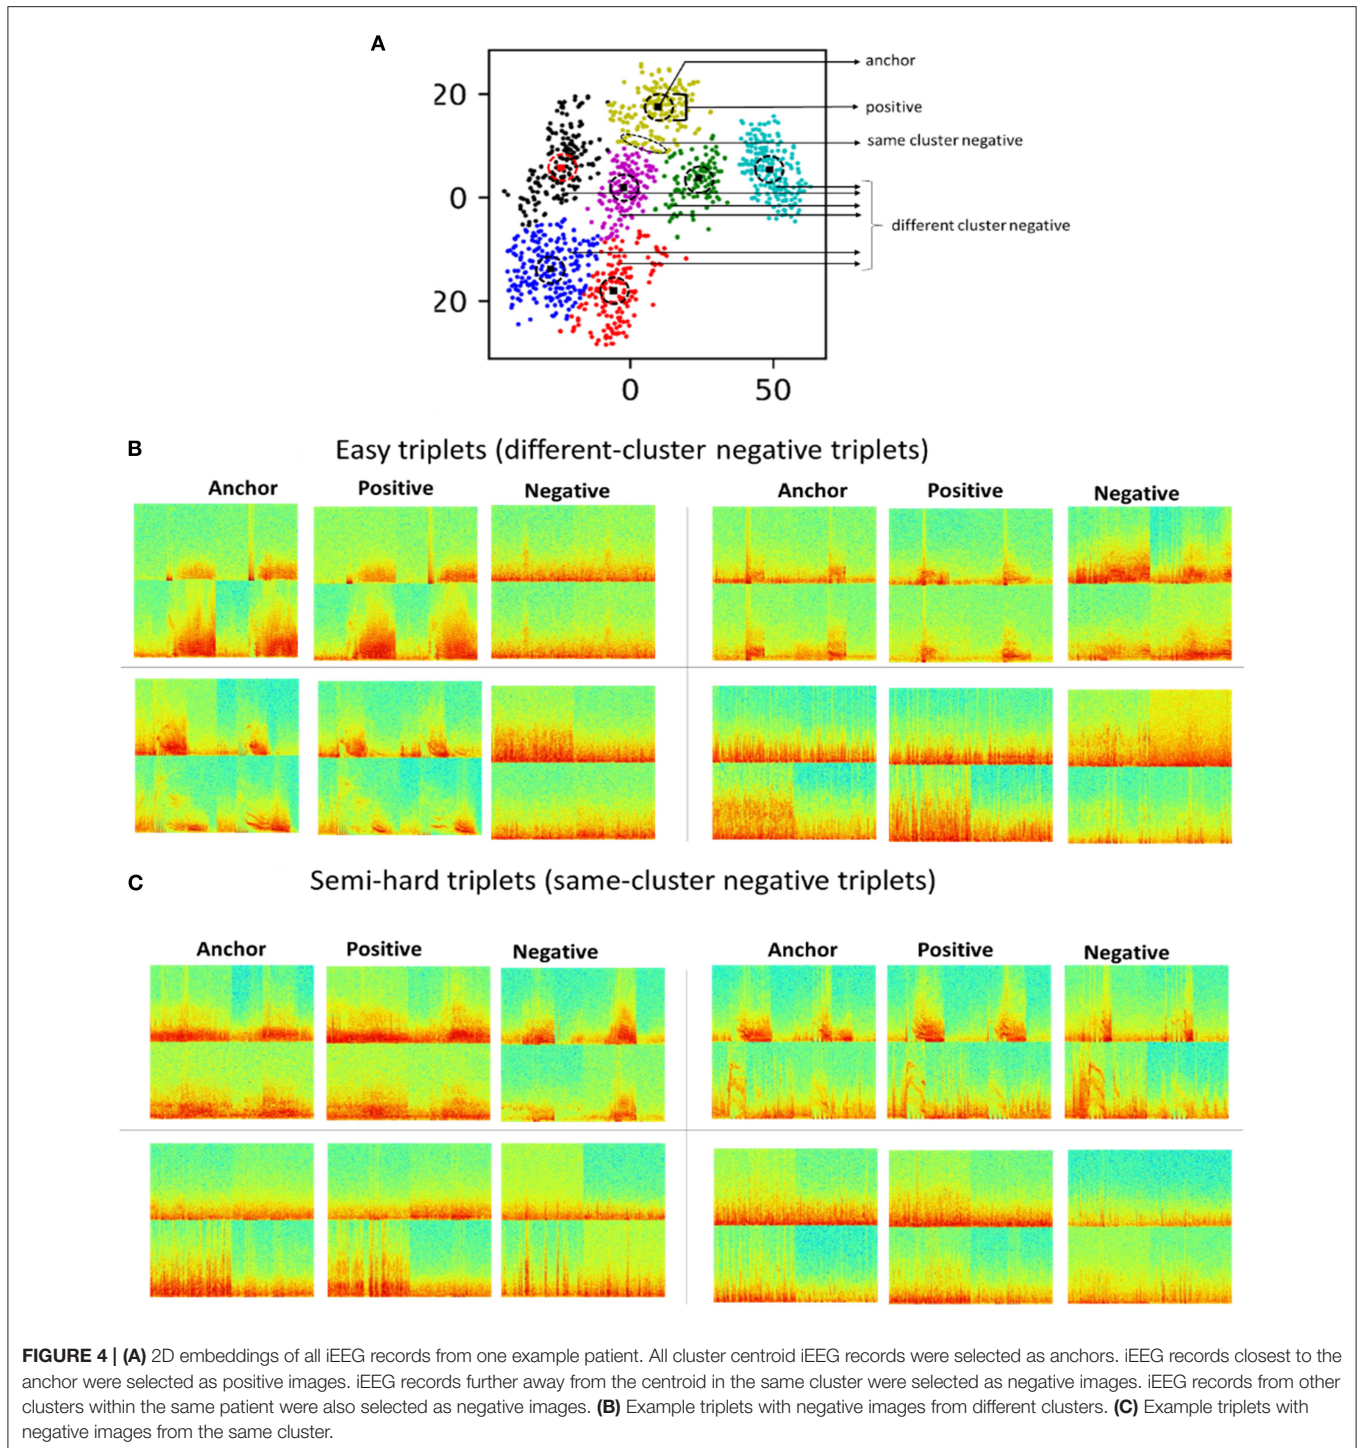 A
anchor
20
positive
same cluster negative
0
different cluster negative
20
0 50
B
Easy triplets (different-cluster negative triplets)
Anchor Positive Negative Anchor Positive Negative
C
Semi-hard triplets (same-cluster negative triplets)
Anchor Positive Negative Anchor Positive Negative
FIGURE 4 | (A) 2D embeddings of all iEEG records from one example patient. All cluster centroid iEEG records were selected as anchors. iEEG records closest to the
anchor were selected as positive images. iEEG records further away from the centroid in the same cluster were selected as negative images. iEEG records from other
clusters within the same patient were also selected as negative images. (B) Example triplets with negative images from different clusters. (C) Example triplets with
negative images from the same cluster.